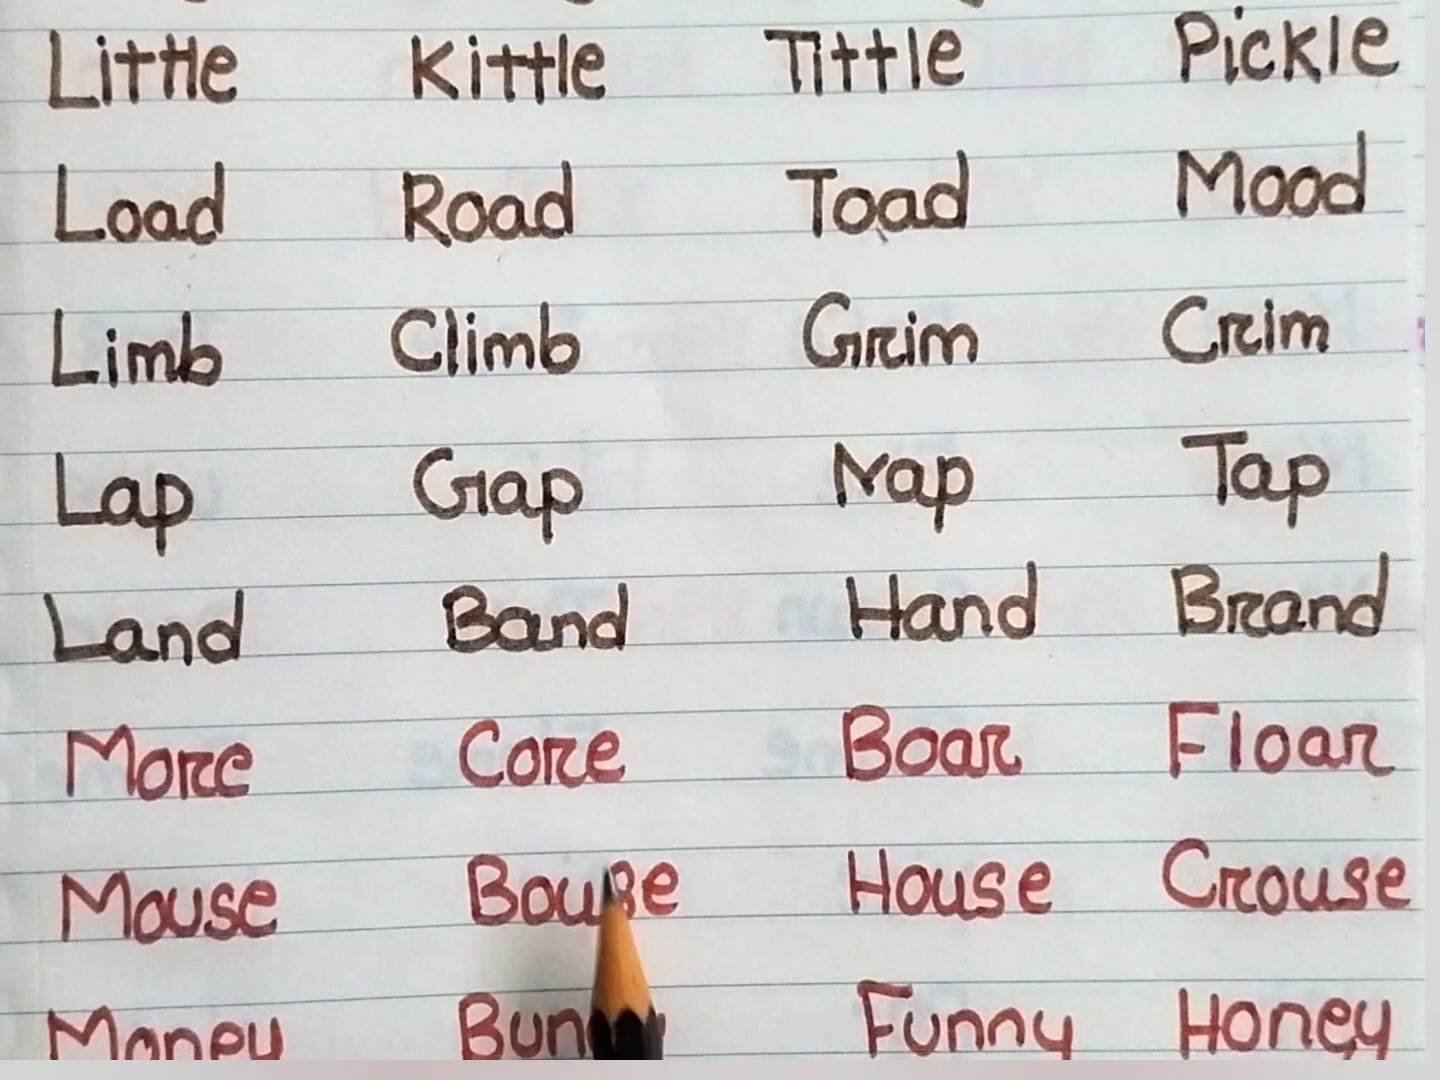 Little Kittle Tittle Pickle
Load Road Toad Mood
Limb Climb Grim Crim
Lap Gap Nap Tap
Land Band Hand Brand
More Core Boar Floar
Mouse Bouse House Crouse
Money Funny Honey